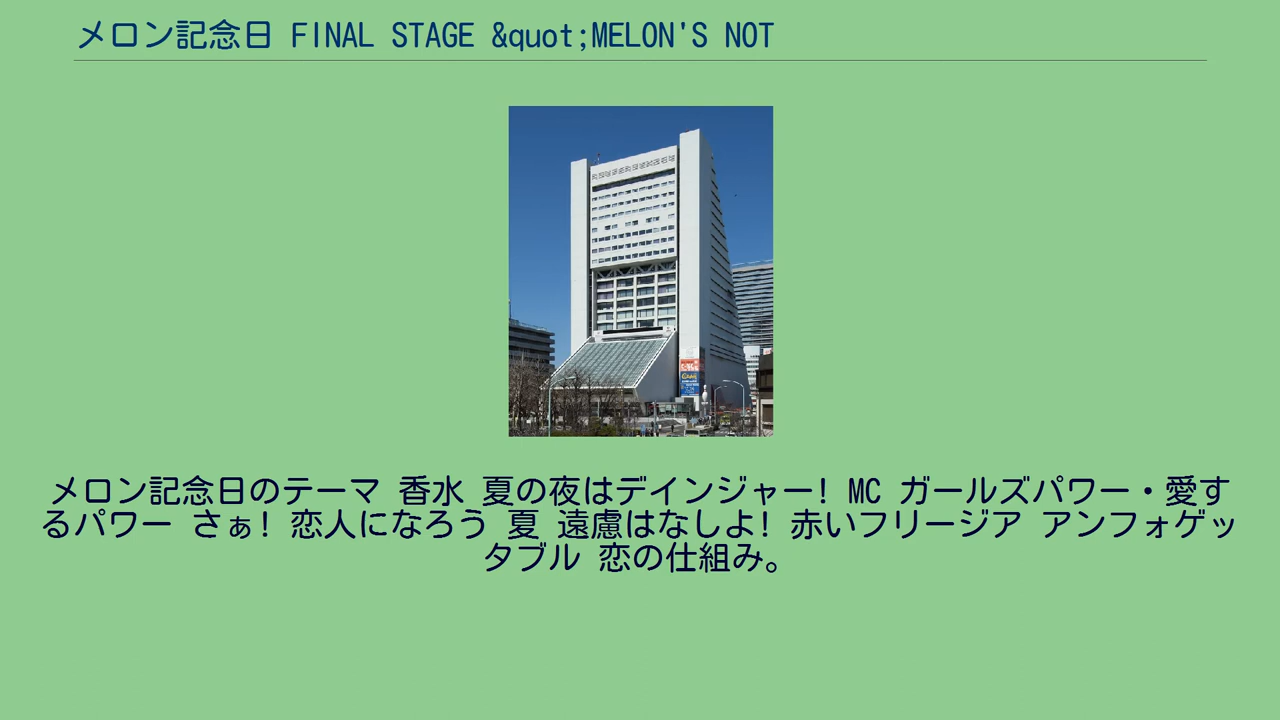 メロン記念日 FINAL STAGE &quot;MELON'S NOT
メロン記念日のテーマ 香水 夏の夜はデインジャー! MC ガールズパワー・愛す
るパワー さぁ! 恋人になろう 夏 遠慮はなしよ! 赤いフリージア アンフォゲッ
タブル 恋の仕組み。